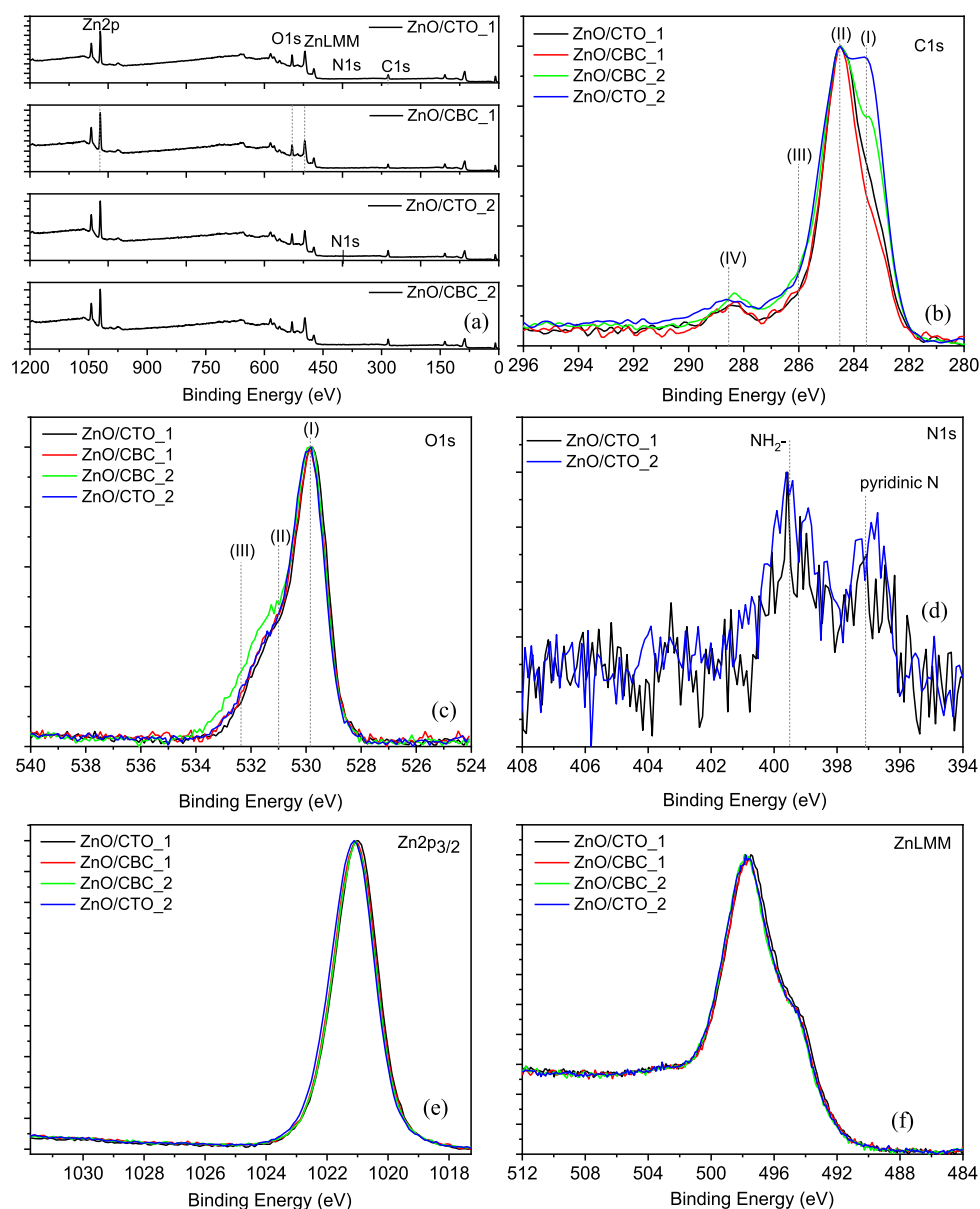 Zn2p
O1s
ZnLMM
N1s
C1s
ZnO/CTO_1
ZnO/CBC_1
ZnO/CTO_2
N1s
ZnO/CBC_2
(a)
1200 1050 900 750 600 450 300 150 0
Binding Energy (eV)
ZnO/CTO_1
ZnO/CBC_1
ZnO/CBC_2
ZnO/CTO_2
(II) (I)
C1s
(III)
(IV)
(b)
296 294 292 290 288 286 284 282 280
Binding Energy (eV)
ZnO/CTO_1
ZnO/CBC_1
ZnO/CBC_2
ZnO/CTO_2
(I)
O1s
(II)
(III)
(c)
540 538 536 534 532 530 528 526 524
Binding Energy (eV)
ZnO/CTO_1
ZnO/CTO_2
NH2-
N1s
pyridinic N
(d)
408 406 404 402 400 398 396 394
Binding Energy (eV)
ZnO/CTO_1
ZnO/CBC_1
ZnO/CBC_2
ZnO/CTO_2
Zn2p3/2
(e)
1030 1028 1026 1024 1022 1020 1018
Binding Energy (eV)
ZnO/CTO_1
ZnO/CBC_1
ZnO/CBC_2
ZnO/CTO_2
ZnLMM
(f)
512 508 504 500 496 492 488 484
Binding Energy (eV)